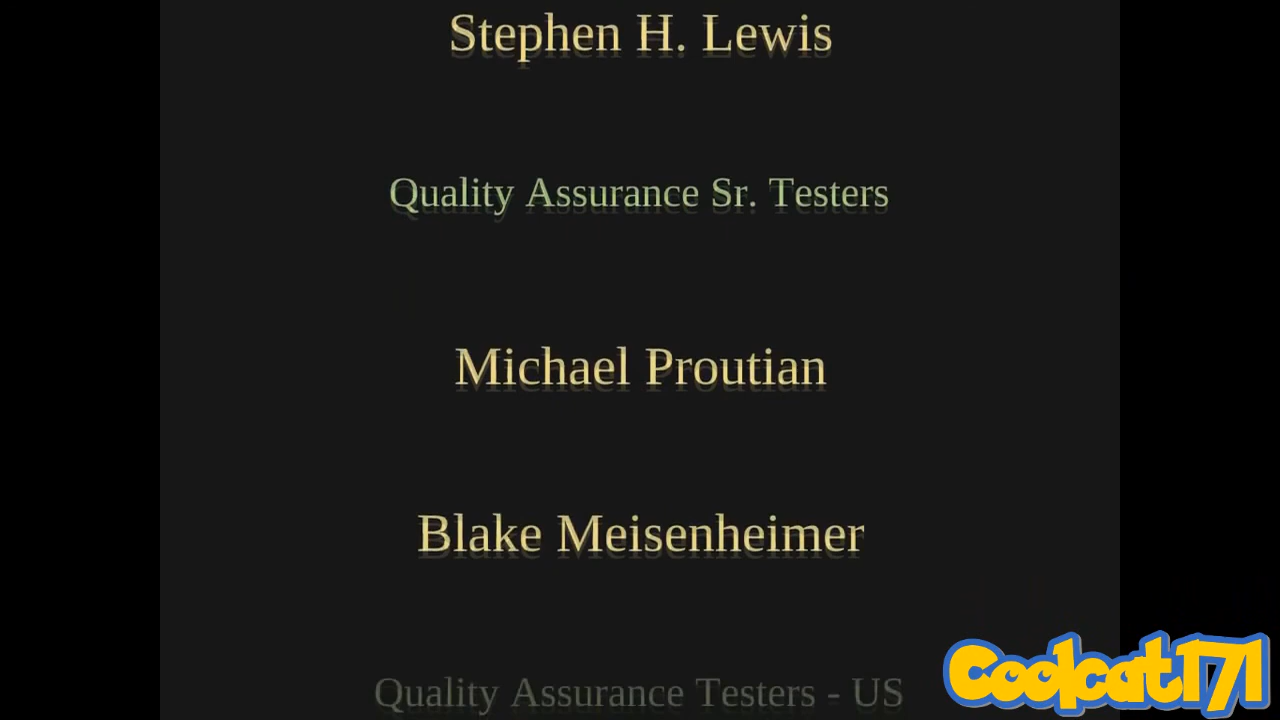 Stephen H. Lewis
Quality Assurance Sr. Testers
Michael Proutian
Blake Meisenheimer
Quality Assurance Testers - US
Coolcat171